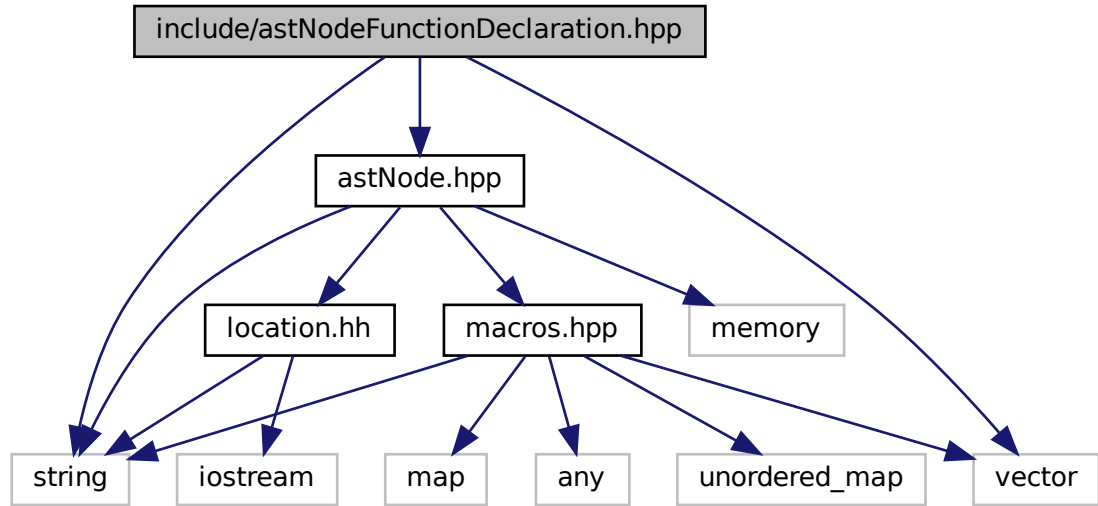 include/astNodeFunctionDeclaration.hpp
astNode.hpp
location.hh
macros.hpp
memory
string
iostream
map
any
unordered_map
vector